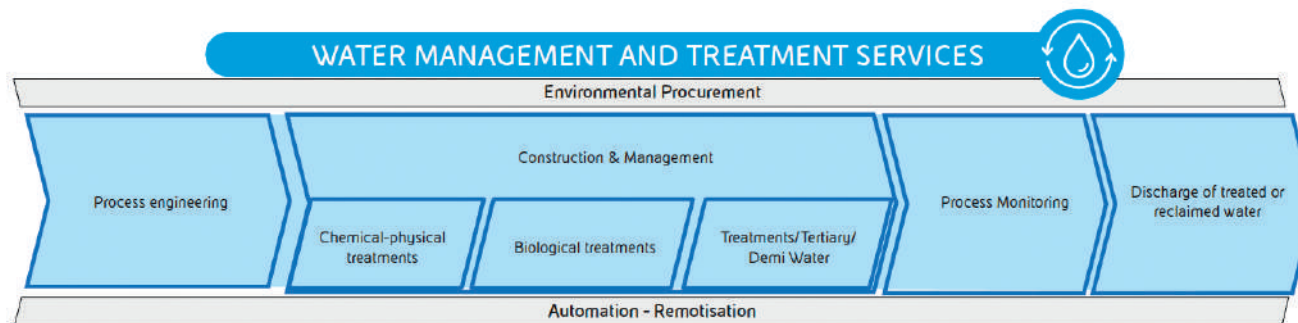 WATER MANAGEMENT AND TREATMENT SERVICES
Environmental Procurement
Process engineering
Construction & Management
Chemical-physical
treatments
Biological treatments
Treatments/Tertiary/
Demi Water
Process Monitoring
Discharge of treated or
reclaimed water
Automation - Remotisation